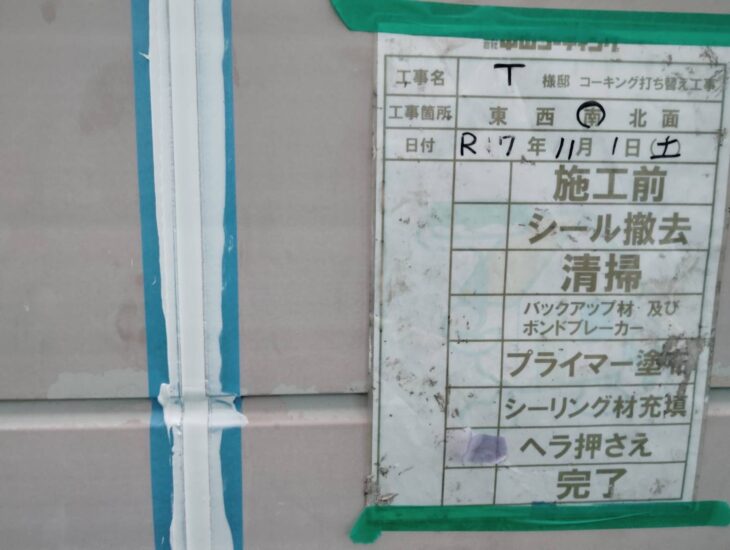 工事名 T 様邸 コーキング打ち替え工事
工事箇所 東 西 南 北 面
日付 R:7年 11月 1日(土)
施工前
シール撤去
清掃
バックアップ材 及び
ボンドブレーカー
プライマー塗布
シーリング材充填
ヘラ押さえ
完了